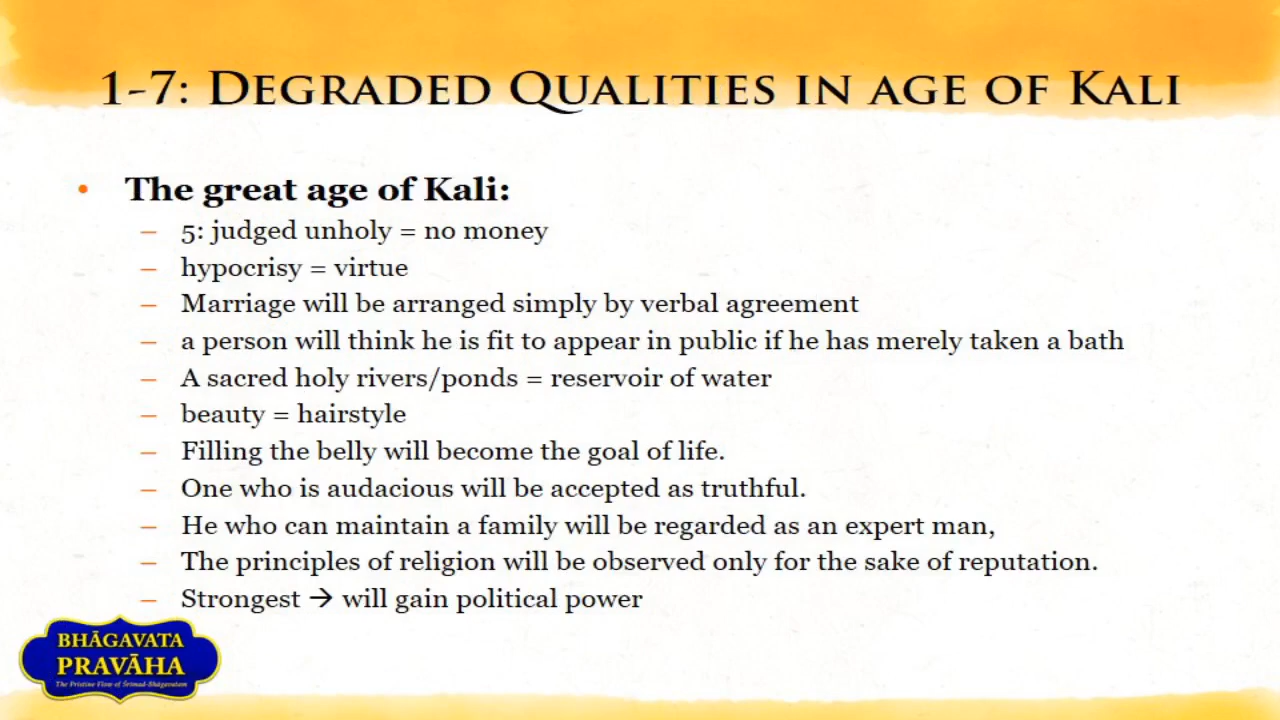 1-7: Degraded Qualities in age of Kali
• The great age of Kali:
– 5: judged unholy = no money
– hypocrisy = virtue
– Marriage will be arranged simply by verbal agreement
– a person will think he is fit to appear in public if he has merely taken a bath
– A sacred holy rivers/ponds = reservoir of water
– beauty = hairstyle
– Filling the belly will become the goal of life.
– One who is audacious will be accepted as truthful.
– He who can maintain a family will be regarded as an expert man,
– The principles of religion will be observed only for the sake of reputation.
– Strongest → will gain political power
BHĀGAVATA
PRAVĀHA
The Pristine Flow of Śrīmad-Bhāgavatam